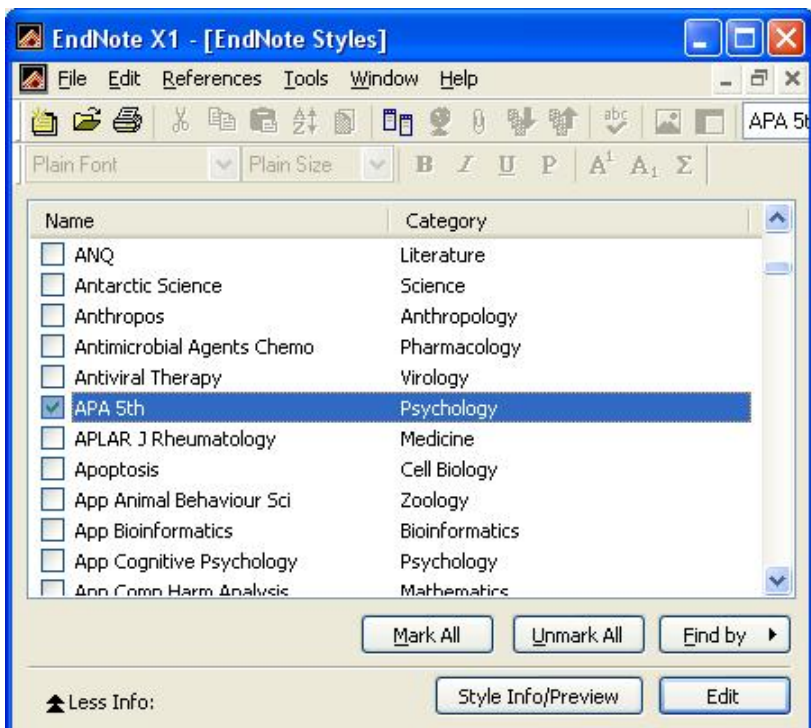 EndNote X1 - [EndNote Styles]
File Edit References Tools Window Help
abc APA 5t
Plain Font Plain Size B I U P A¹ A₁ Σ
Name Category
ANQ Literature
Antarctic Science Science
Anthropos Anthropology
Antimicrobial Agents Chemo Pharmacology
Antiviral Therapy Virology
APA 5th Psychology
APLAR J Rheumatology Medicine
Apoptosis Cell Biology
App Animal Behaviour Sci Zoology
App Bioinformatics Bioinformatics
App Cognitive Psychology Psychology
App Comp Harm Analysis Mathematics
Mark All Unmark All Find by
Less Info: Style Info/Preview Edit